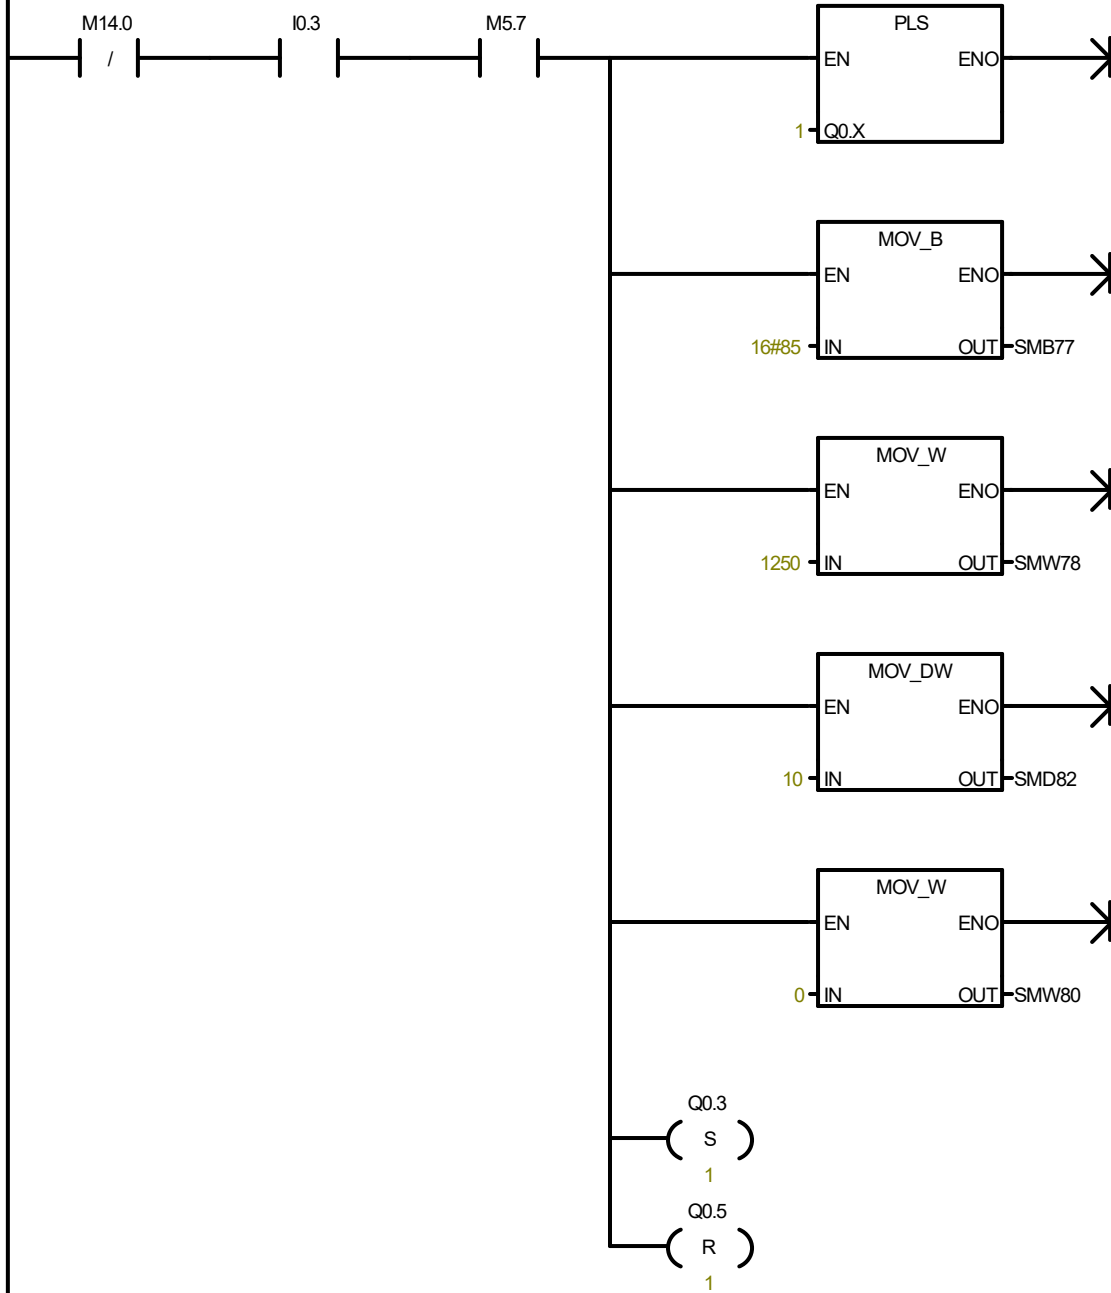 M14.0 I0.3 M5.7
/
PLS
EN ENO
1 Q0.X
MOV_B
EN ENO
16#85 IN OUT SMB77
MOV_W
EN ENO
1250 IN OUT SMW78
MOV_DW
EN ENO
10 IN OUT SMD82
MOV_W
EN ENO
0 IN OUT SMW80
Q0.3
S
1
Q0.5
R
1